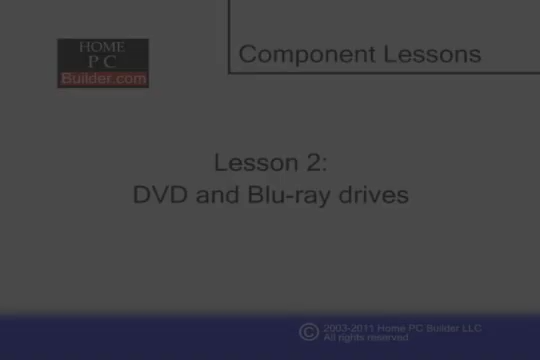 HOME
PC
Builder.com
Component Lessons
Lesson 2:
DVD and Blu-ray drives
© 2003-2011 Home PC Builder LLC
All rights reserved